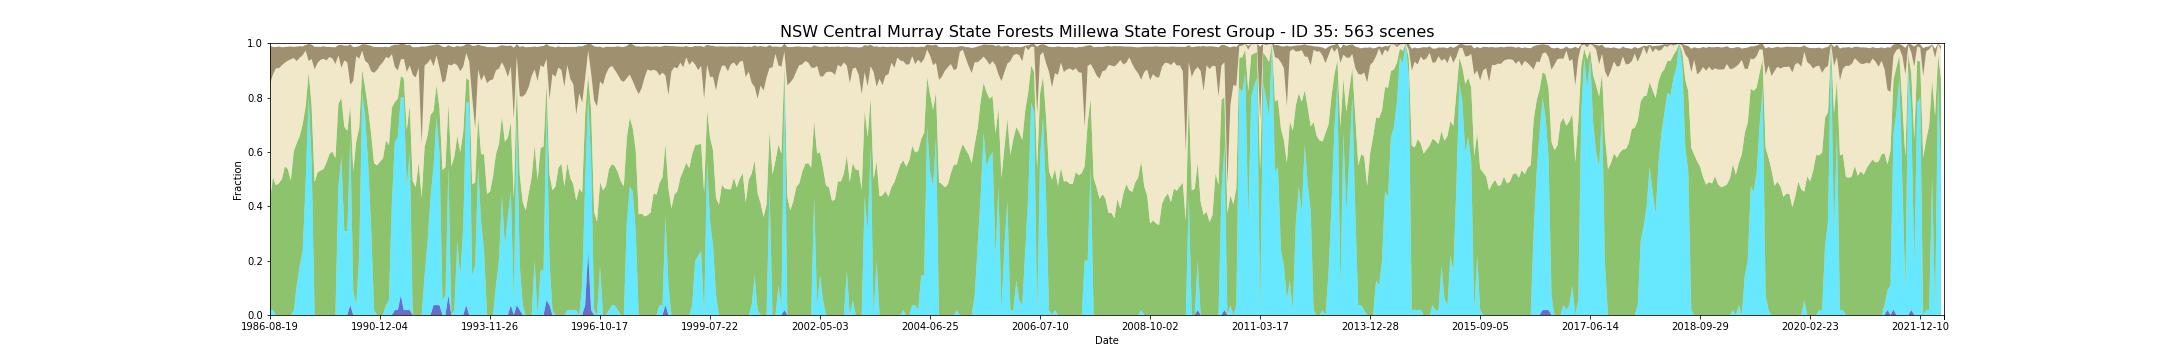 NSW Central Murray State Forests Millewa State Forest Group - ID 35: 563 scenes
1.0
0.8
0.6
0.4
0.2
0.0
Fraction
1986-08-19 1990-12-04 1993-11-26 1996-10-17 1999-07-22 2002-05-03 2004-06-25 2006-07-10 2008-10-02 2011-03-17 2013-12-28 2015-09-05 2017-06-14 2018-09-29 2020-02-23 2021-12-10
Date